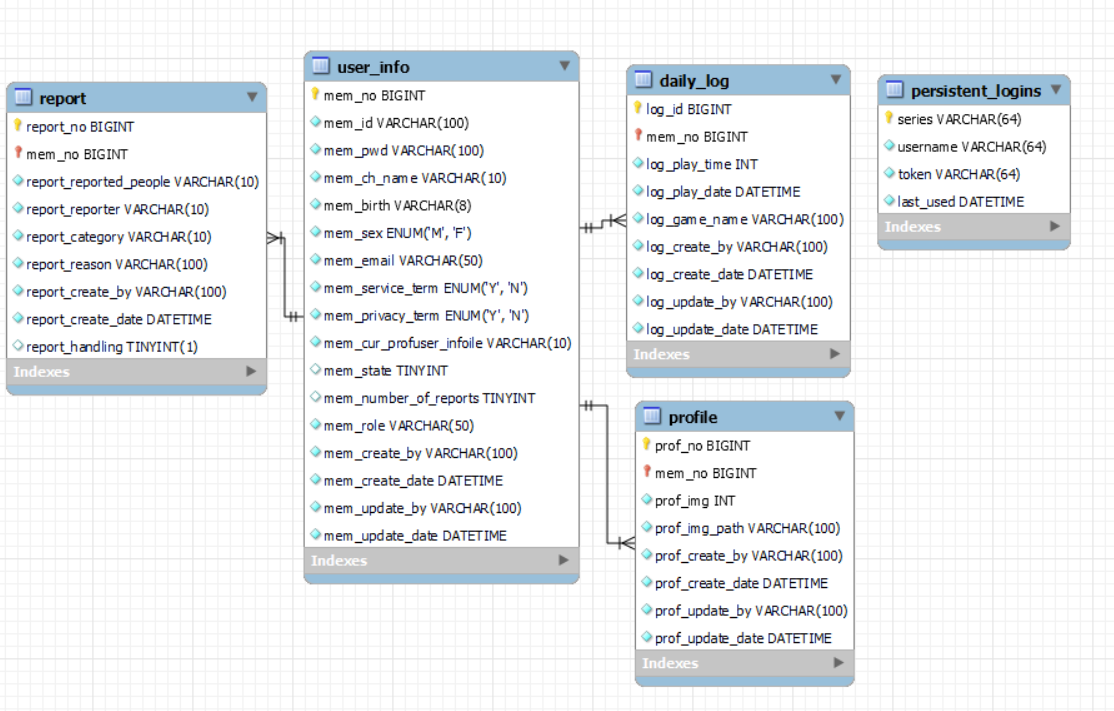 report
report_no BIGINT
mem_no BIGINT
report_reported_people VARCHAR(10)
report_reporter VARCHAR(10)
report_category VARCHAR(10)
report_reason VARCHAR(100)
report_create_by VARCHAR(100)
report_create_date DATETIME
report_handling TINYINT(1)
Indexes
user_info
mem_no BIGINT
mem_id VARCHAR(100)
mem_pwd VARCHAR(100)
mem_ch_name VARCHAR(10)
mem_birth VARCHAR(8)
mem_sex ENUM('M', 'F')
mem_email VARCHAR(50)
mem_service_term ENUM('Y', 'N')
mem_privacy_term ENUM('Y', 'N')
mem_cur_profuser_infoile VARCHAR(10)
mem_state TINYINT
mem_number_of_reports TINYINT
mem_role VARCHAR(50)
mem_create_by VARCHAR(100)
mem_create_date DATETIME
mem_update_by VARCHAR(100)
mem_update_date DATETIME
Indexes
daily_log
log_id BIGINT
mem_no BIGINT
log_play_time INT
log_play_date DATETIME
log_game_name VARCHAR(100)
log_create_by VARCHAR(100)
log_create_date DATETIME
log_update_by VARCHAR(100)
log_update_date DATETIME
Indexes
persistent_logins
series VARCHAR(64)
username VARCHAR(64)
token VARCHAR(64)
last_used DATETIME
Indexes
profile
prof_no BIGINT
mem_no BIGINT
prof_img INT
prof_img_path VARCHAR(100)
prof_create_by VARCHAR(100)
prof_create_date DATETIME
prof_update_by VARCHAR(100)
prof_update_date DATETIME
Indexes